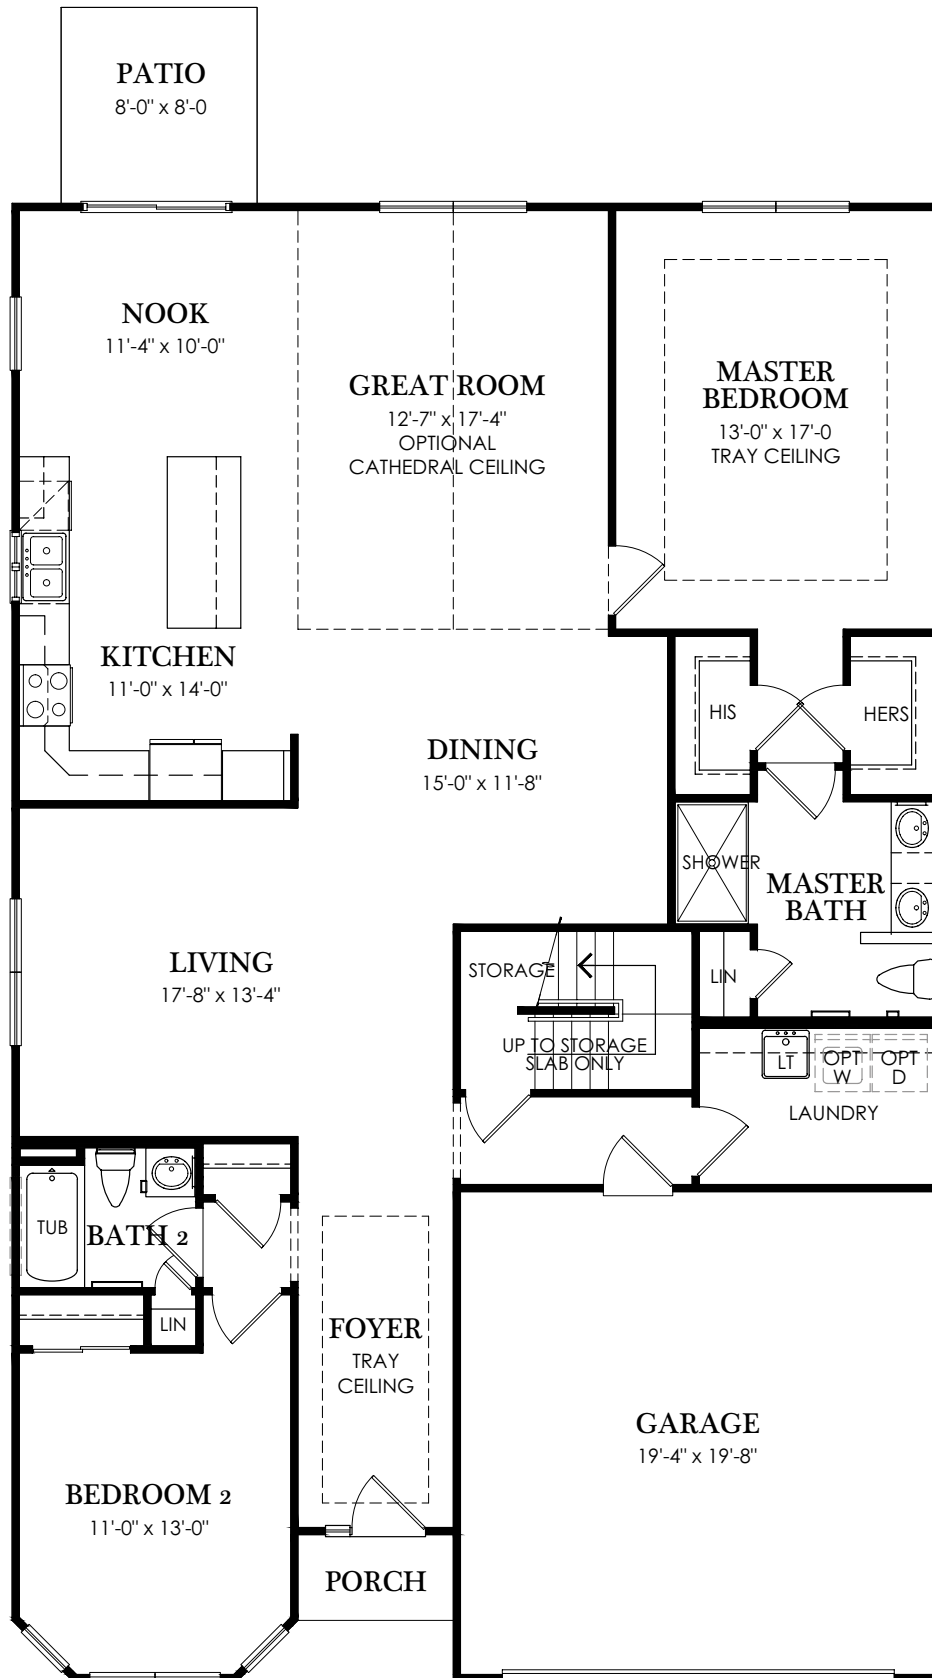 PATIO
8'-0" x 8'-0
NOOK
11'-4" x 10'-0"
GREAT ROOM
12'-7" x 17'-4"
OPTIONAL
CATHEDRAL CEILING
MASTER
BEDROOM
13'-0" x 17'-0
TRAY CEILING
KITCHEN
11'-0" x 14'-0"
HIS
HERS
DINING
15'-0" x 11'-8"
SHOWER
MASTER
BATH
LIVING
17'-8" x 13'-4"
STORAGE
LIN
UP TO STORAGE
SLAB ONLY
LT
OPT
W
OPT
D
LAUNDRY
TUB
BATH 2
LIN
FOYER
TRAY
CEILING
GARAGE
19'-4" x 19'-8"
BEDROOM 2
11'-0" x 13'-0"
PORCH